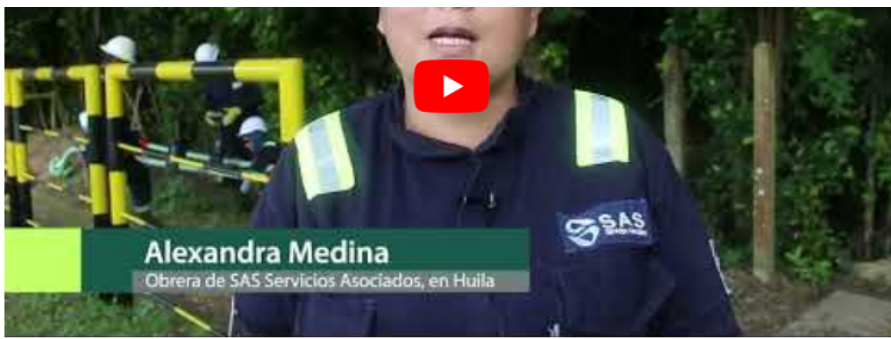 SAS
Alexandra Medina
Obrera de SAS Servicios Asociados, en Huila